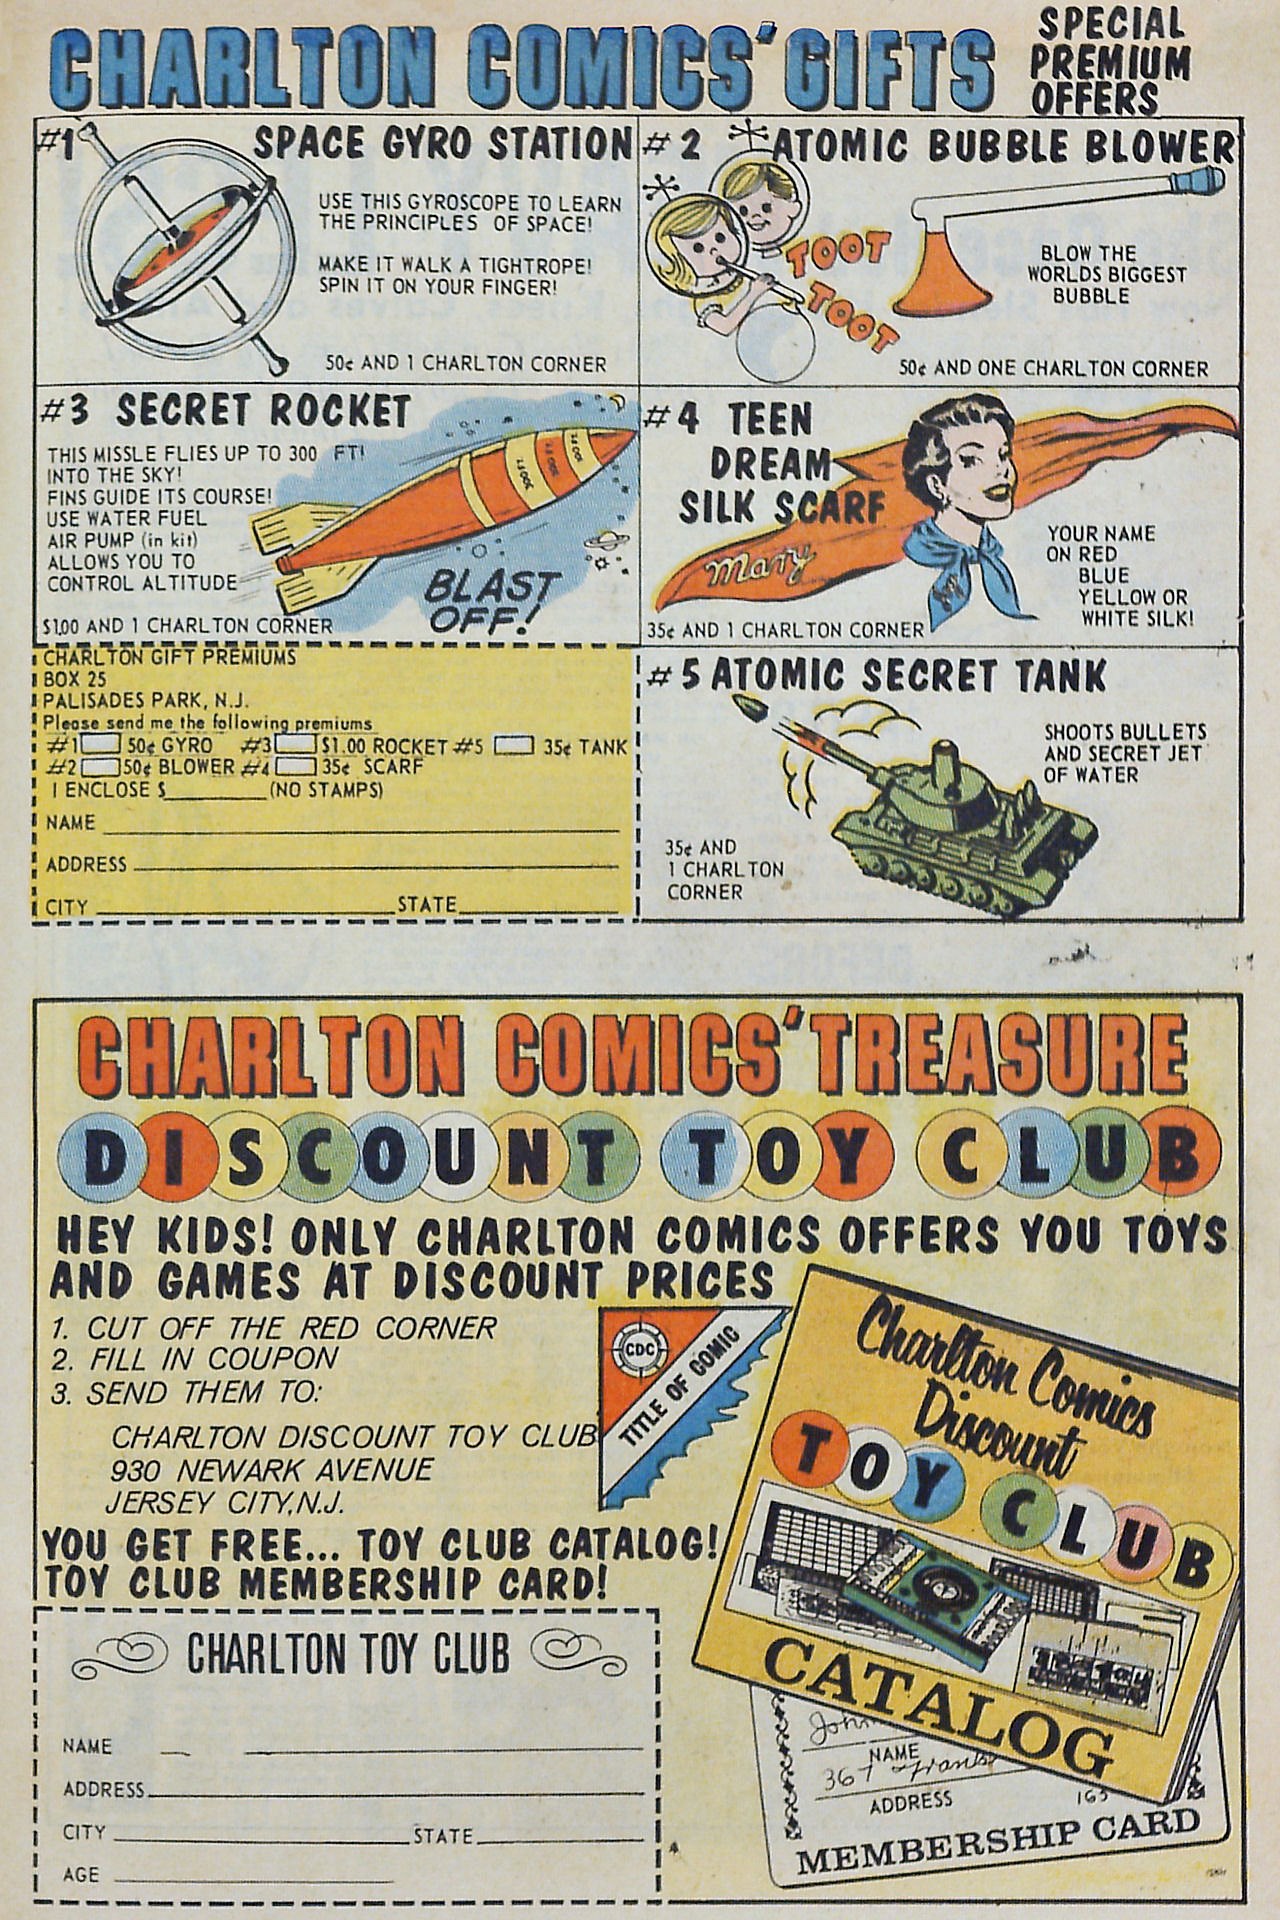 CHARLTON COMICS' GIFTS
SPECIAL
PREMIUM
OFFERS
#1 SPACE GYRO STATION
USE THIS GYROSCOPE TO LEARN
THE PRINCIPLES OF SPACE!
MAKE IT WALK A TIGHTROPE!
SPIN IT ON YOUR FINGER!
50¢ AND 1 CHARLTON CORNER
#2 ATOMIC BUBBLE BLOWER
TOOT
TOOT
BLOW THE
WORLDS BIGGEST
BUBBLE
50¢ AND ONE CHARLTON CORNER
#3 SECRET ROCKET
THIS MISSLE FLIES UP TO 300 FT!
INTO THE SKY!
FINS GUIDE ITS COURSE!
USE WATER FUEL
AIR PUMP (in kit)
ALLOWS YOU TO
CONTROL ALTITUDE
BLAST
OFF!
$1.00 AND 1 CHARLTON CORNER
#4 TEEN
DREAM
SILK SCARF
Mary
YOUR NAME
ON RED
BLUE
YELLOW OR
WHITE SILK!
35¢ AND 1 CHARLTON CORNER
CHARLTON GIFT PREMIUMS
BOX 25
PALISADES PARK, N.J.
Please send me the following premiums
#1 50¢ GYRO #3 $1.00 ROCKET #5 35¢ TANK
#2 50¢ BLOWER #4 35¢ SCARF
I ENCLOSE $ (NO STAMPS)
NAME
ADDRESS
CITY STATE
#5 ATOMIC SECRET TANK
SHOOTS BULLETS
AND SECRET JET
OF WATER
35¢ AND
1 CHARLTON
CORNER
CHARLTON COMICS' TREASURE
DISCOUNT TOY CLUB
HEY KIDS! ONLY CHARLTON COMICS OFFERS YOU TOYS
AND GAMES AT DISCOUNT PRICES
1. CUT OFF THE RED CORNER
2. FILL IN COUPON
3. SEND THEM TO:
CHARLTON DISCOUNT TOY CLUB
930 NEWARK AVENUE
JERSEY CITY, N.J.
CDC
TITLE OF COMIC
YOU GET FREE... TOY CLUB CATALOG!
TOY CLUB MEMBERSHIP CARD!
Charlton Comics
Discount
TOY CLUB
CATALOG
CHARLTON TOY CLUB
NAME
ADDRESS
CITY STATE
AGE
NAME
367
ADDRESS
MEMBERSHIP CARD